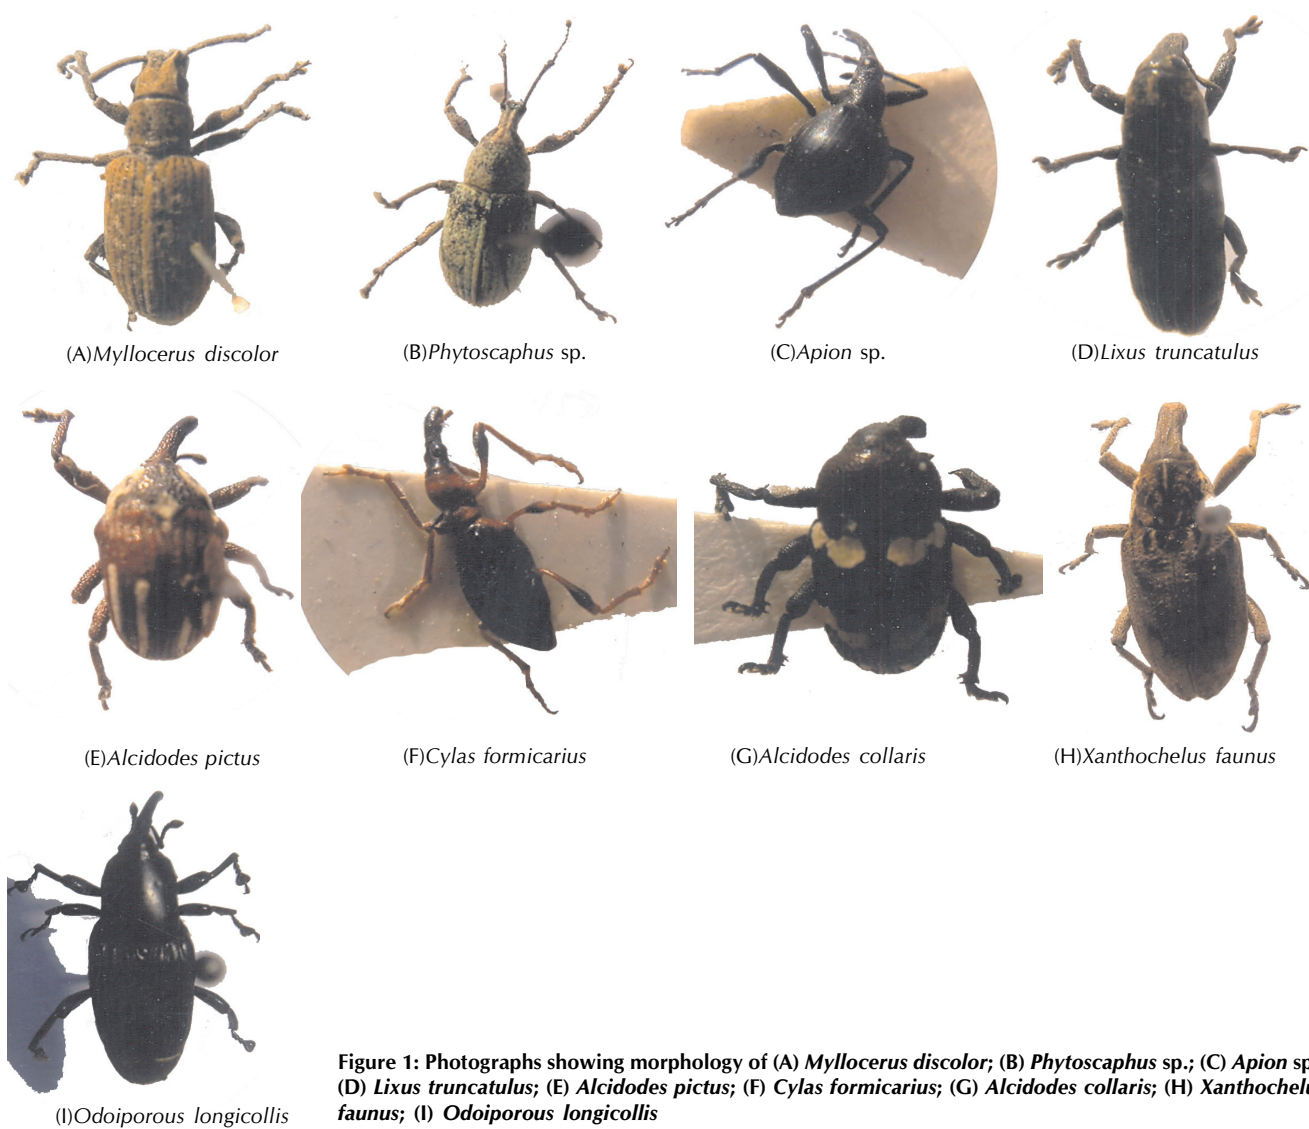 (A)Myllocerus discolor
(B)Phytoscaphus sp.
(C)Apion sp.
(D)Lixus truncatulus
(E)Alcidodes pictus
(F)Cylas formicarius
(G)Alcidodes collaris
(H)Xanthochelus faunus
(I)Odoiporous longicollis
Figure 1: Photographs showing morphology of (A) Myllocerus discolor; (B) Phytoscaphus sp.; (C) Apion sp
(D) Lixus truncatulus; (E) Alcidodes pictus; (F) Cylas formicarius; (G) Alcidodes collaris; (H) Xanthochelu
faunus; (I) Odoiporous longicollis